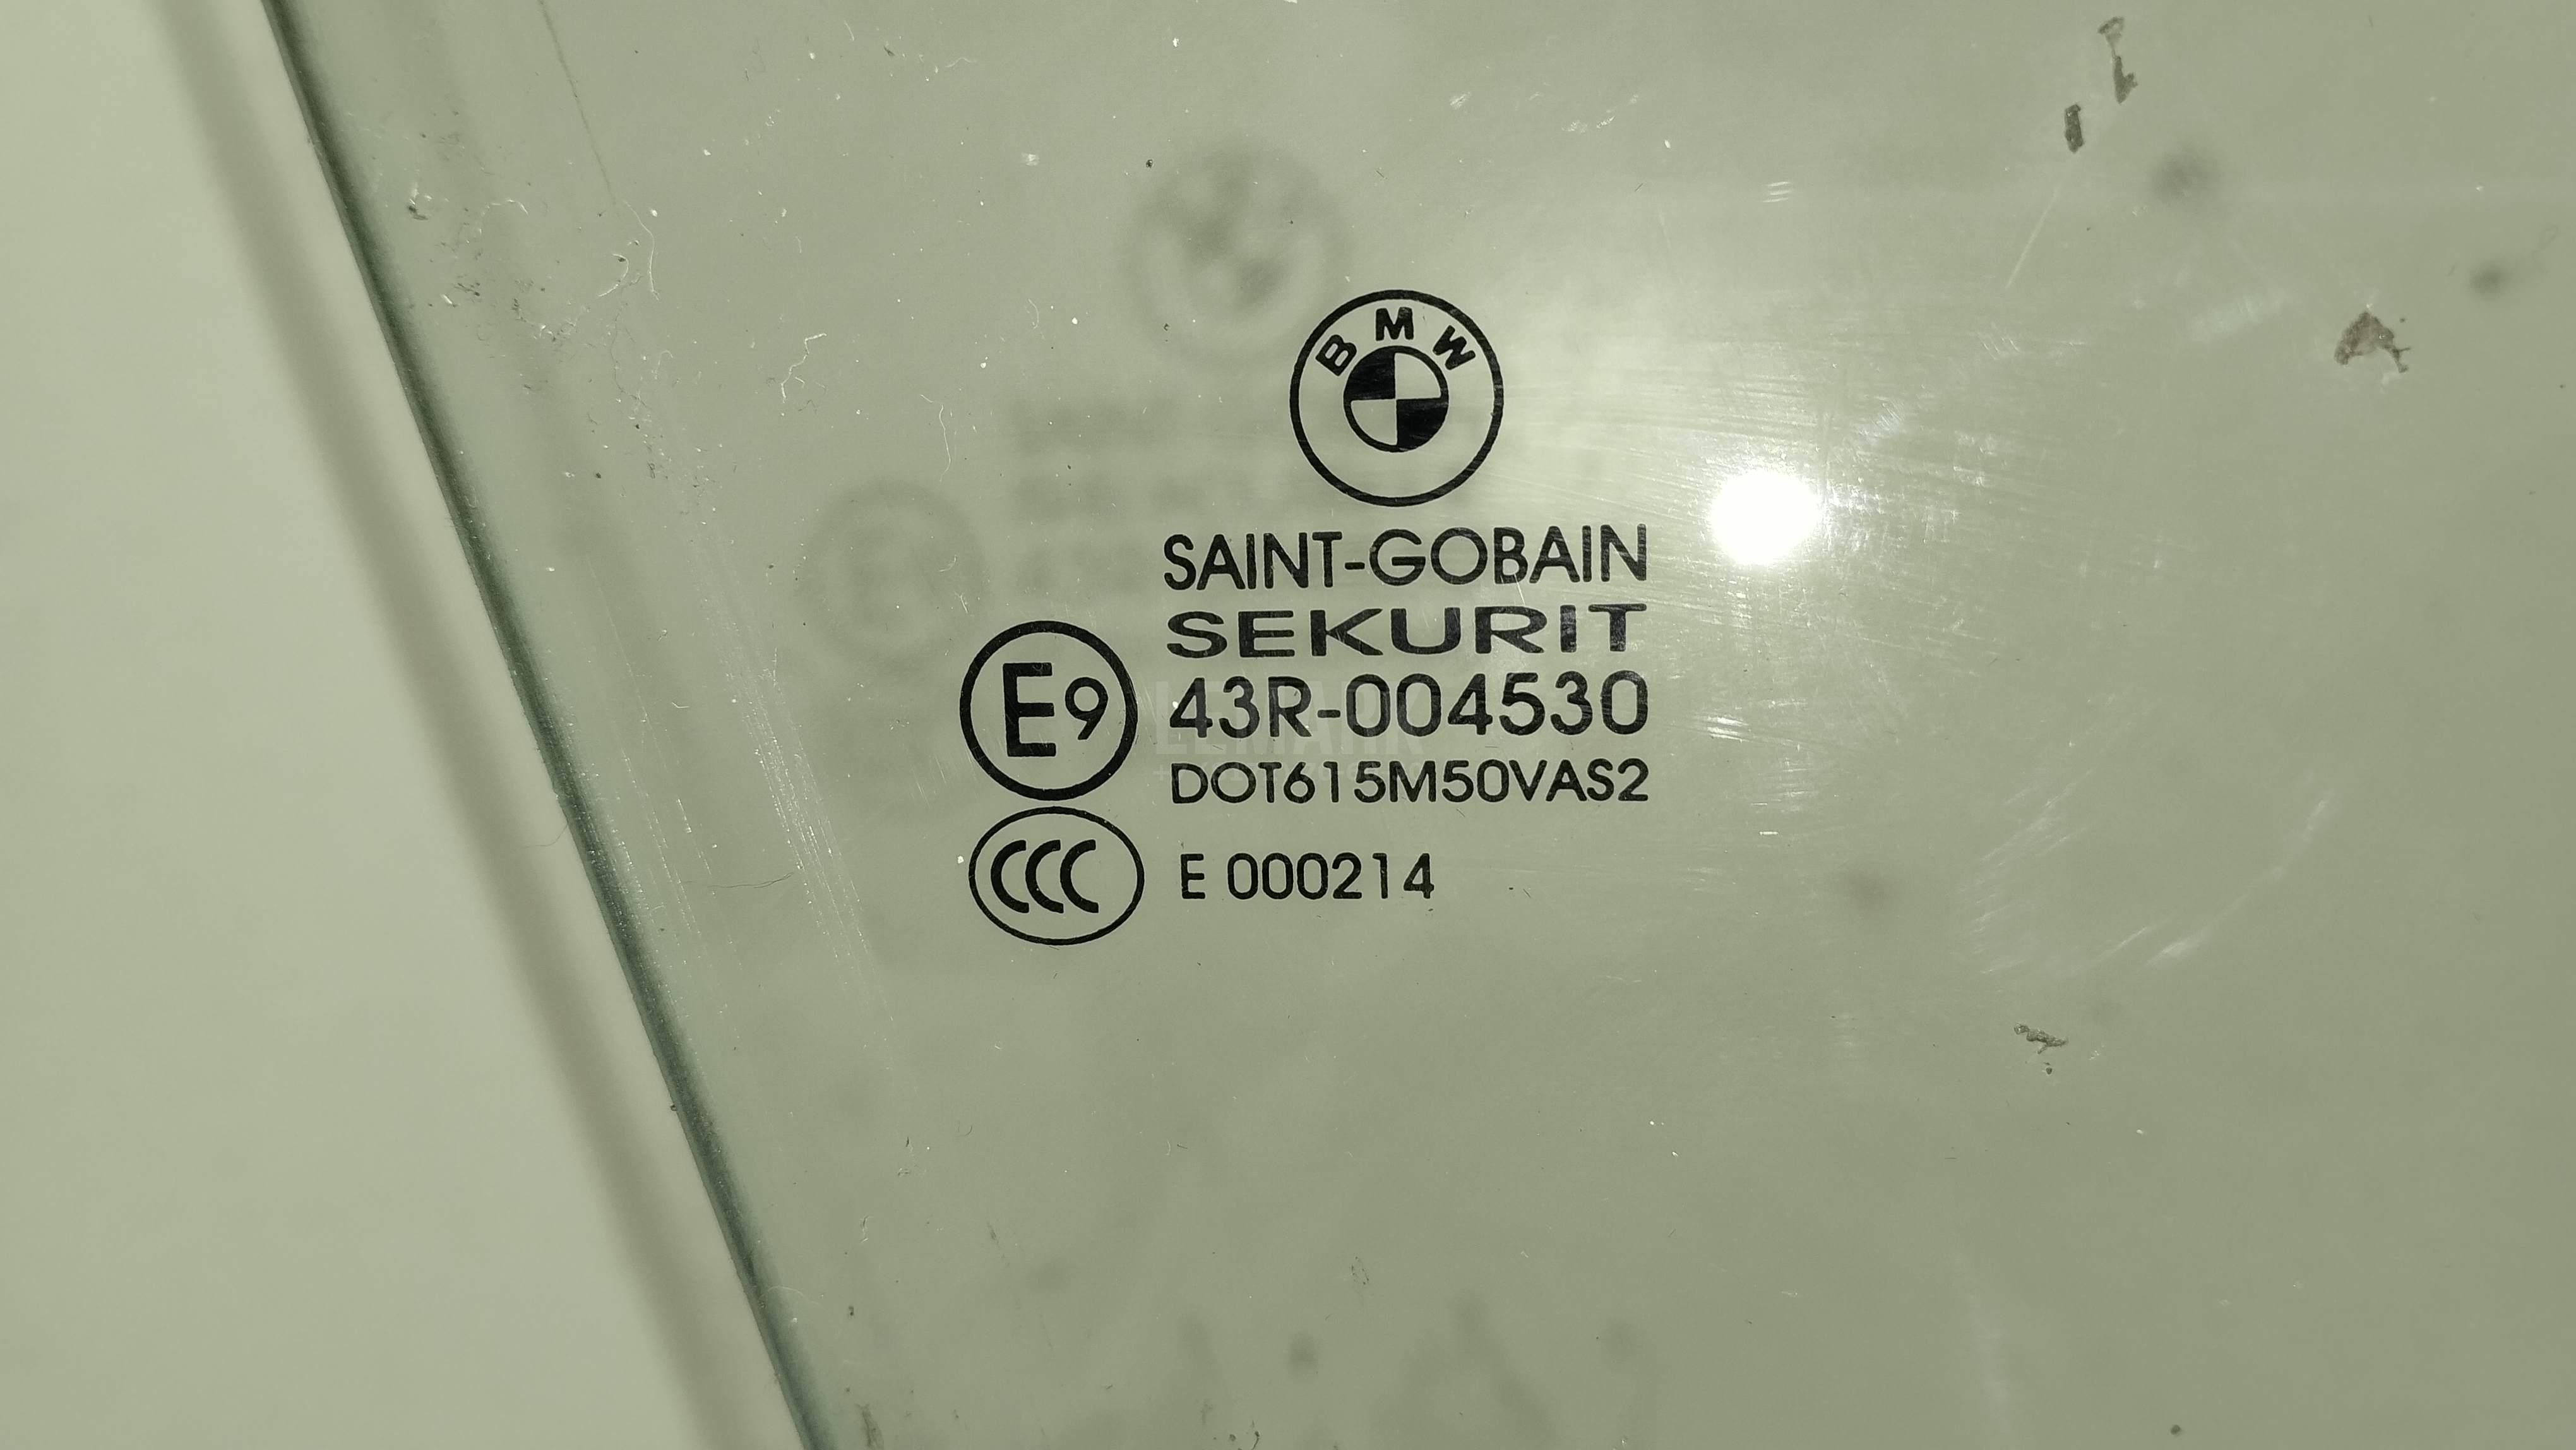 BMW
SAINT-GOBAIN
SEKURIT
E9 43R-004530
DOT615M50VAS2
CCC E 000214